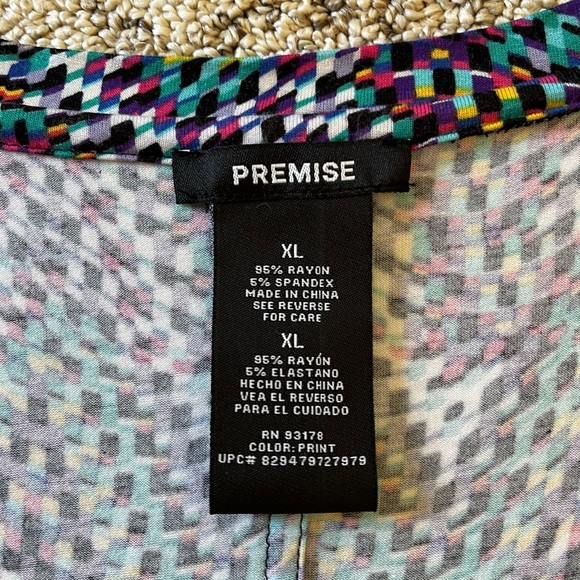 PREMISE
XL
95% RAYON
5% SPANDEX
MADE IN CHINA
SEE REVERSE
FOR CARE
XL
95% RAYÓN
5% ELASTANO
HECHO EN CHINA
VEA EL REVERSO
PARA EL CUIDADO
RN 93178
COLOR: PRINT
UPC# 829479727979